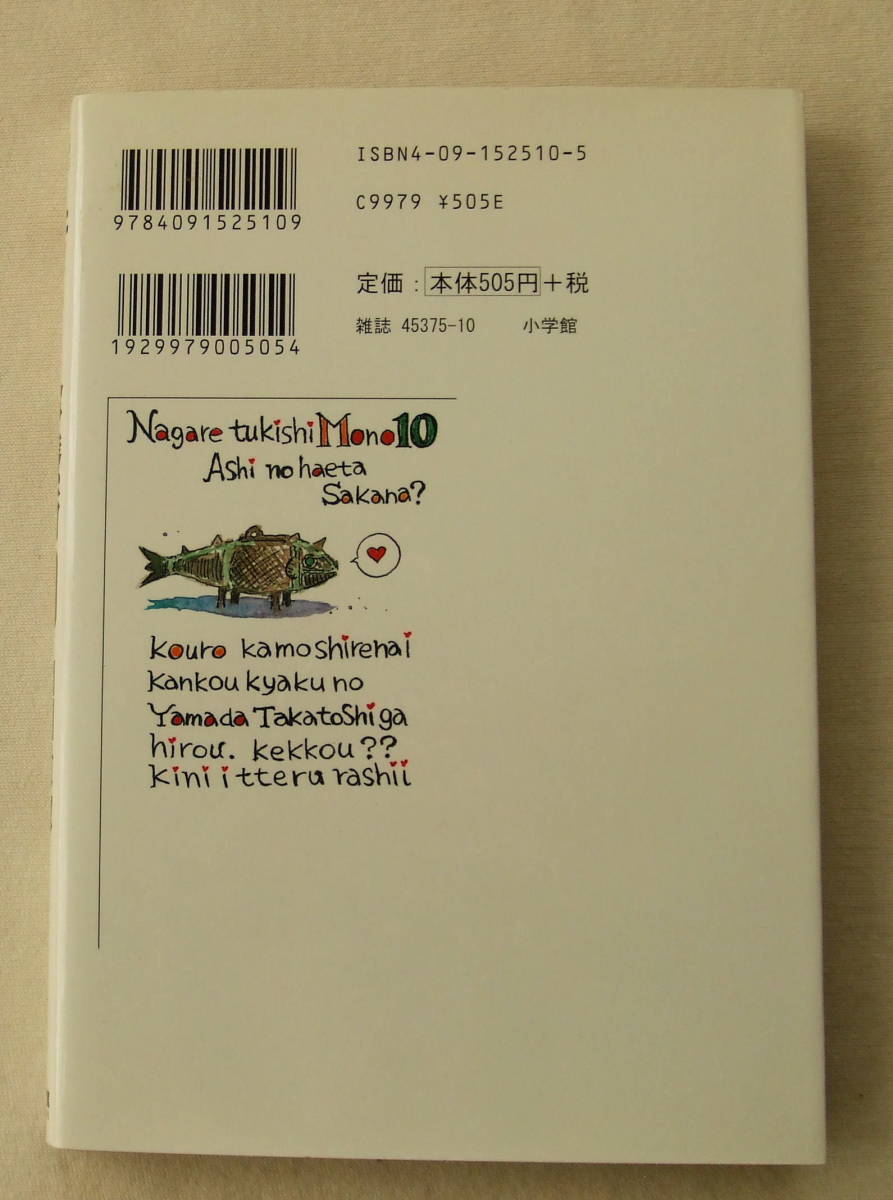 ISBN4-09-152510-5
9784091525109
C9979 ¥505E
定価：本体505円+税
1929979005054
雑誌 45375-10 小学館
Nagare tukishi Mono10
Ashi no haeta
Sakana?
kouro kamoshirenai
kankou kyaku no
Yamada Takatoshi ga
hirou. kekkou??
kini itteru rashii